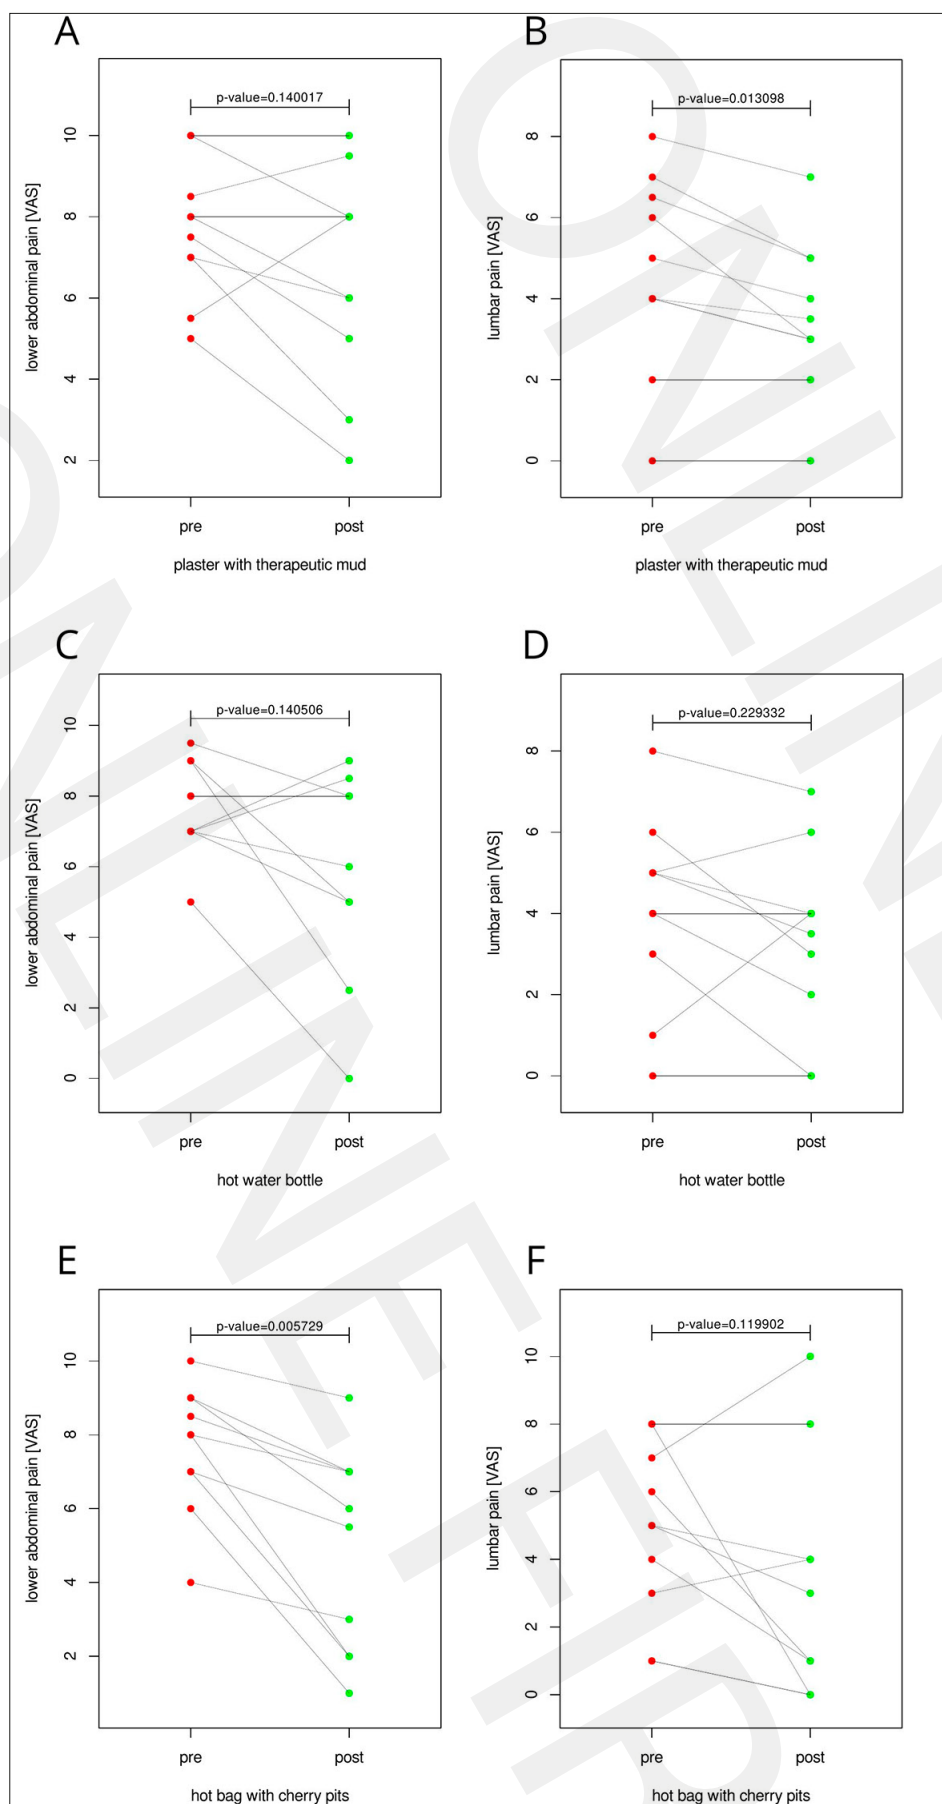 A
p-value=0.140017
10
8
6
4
2
lower abdominal pain [VAS]
pre
post
plaster with therapeutic mud
B
p-value=0.013098
8
6
4
2
0
lumbar pain [VAS]
pre
post
plaster with therapeutic mud
C
p-value=0.140506
10
8
6
4
2
0
lower abdominal pain [VAS]
pre
post
hot water bottle
D
p-value=0.229332
8
6
4
2
0
lumbar pain [VAS]
pre
post
hot water bottle
E
p-value=0.005729
10
8
6
4
2
lower abdominal pain [VAS]
pre
post
hot bag with cherry pits
F
p-value=0.119902
10
8
6
4
2
0
lumbar pain [VAS]
pre
post
hot bag with cherry pits